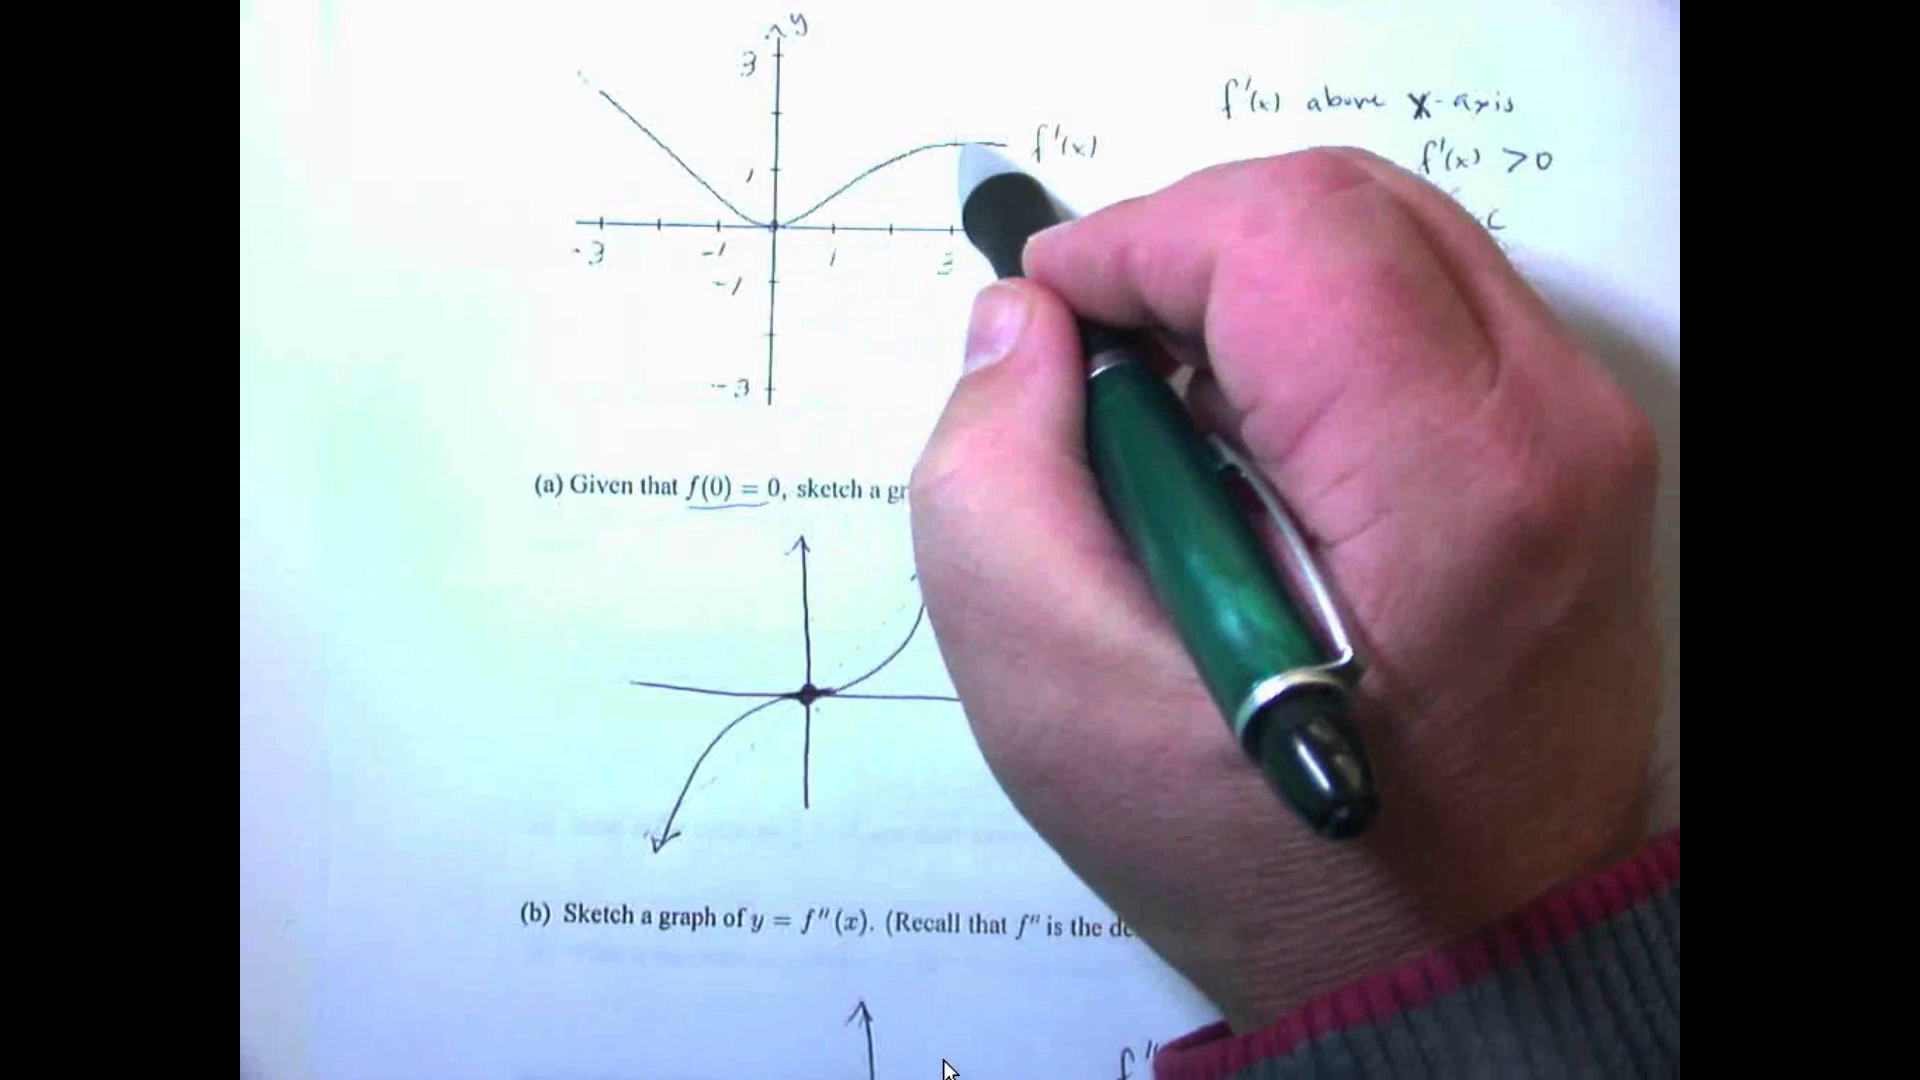 y
3
f'(x) above x-axis
f'(x)
f'(x) >0
1
-3 -1 1 3
-1
-3
(a) Given that f(0) = 0, sketch a gr
(b) Sketch a graph of y = f″(x). (Recall that f″ is the de
f″